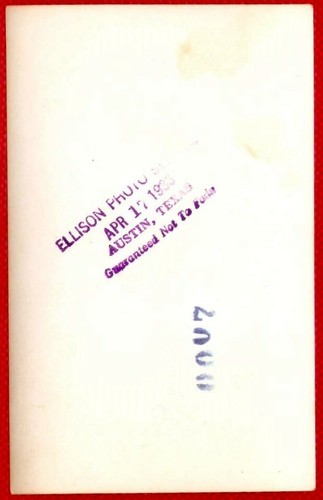 ELLISON PHOTO
APR 17
AUSTIN, TEXAS
Guaranteed Not To Fade
0007